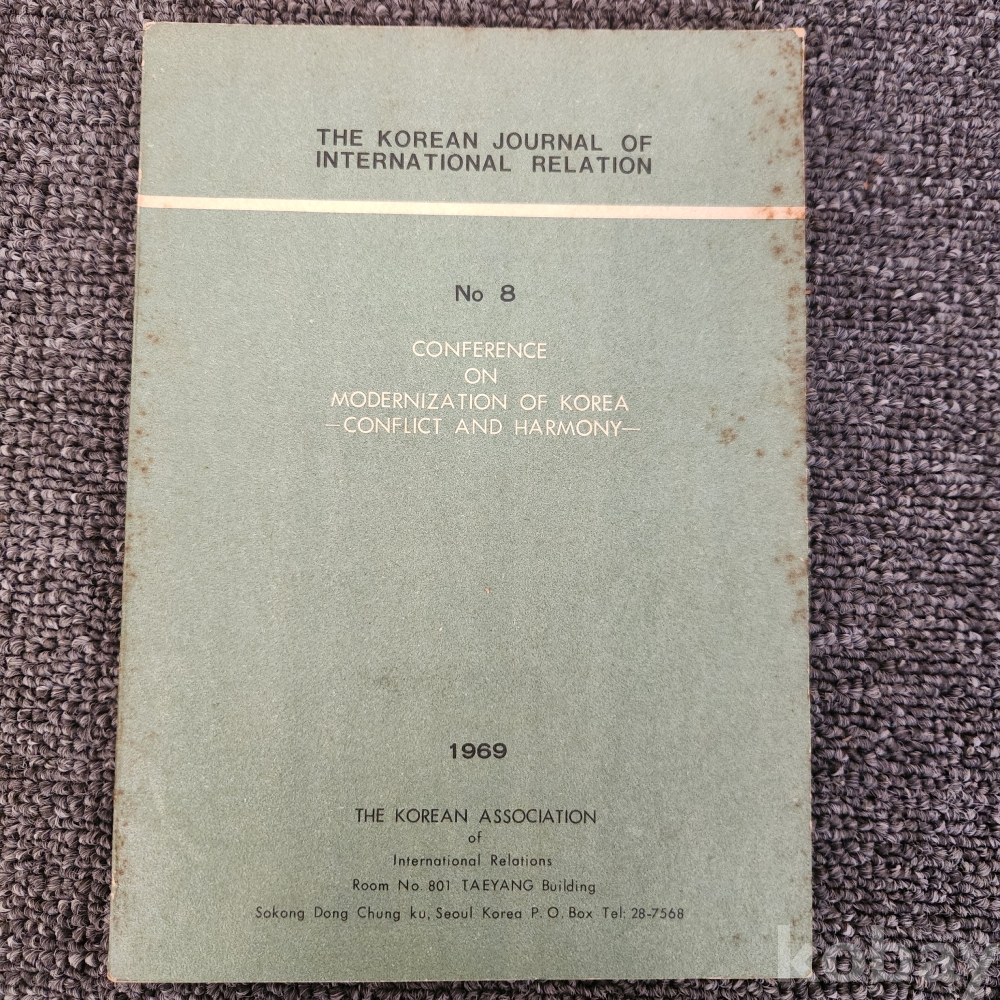 THE KOREAN JOURNAL OF
INTERNATIONAL RELATION
No 8
CONFERENCE
ON
MODERNIZATION OF KOREA
—CONFLICT AND HARMONY—
1969
THE KOREAN ASSOCIATION
of
International Relations
Room No. 801 TAEYANG Building
Sokong Dong Chung ku, Seoul Korea P. O. Box Tel: 28-7568
kobay